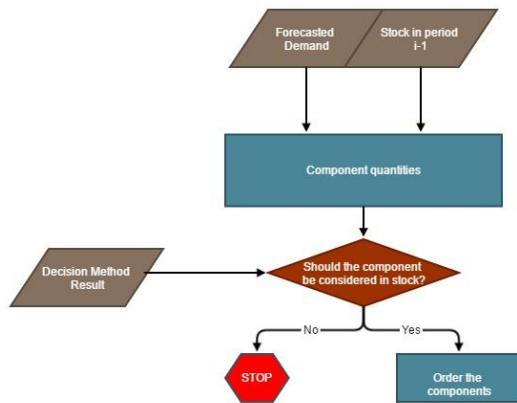 Forecasted
Demand
Stock in period
i-1
Component quantities
Decision Method
Result
Should the component
be considered in stock?
No
Yes
STOP
Order the
components